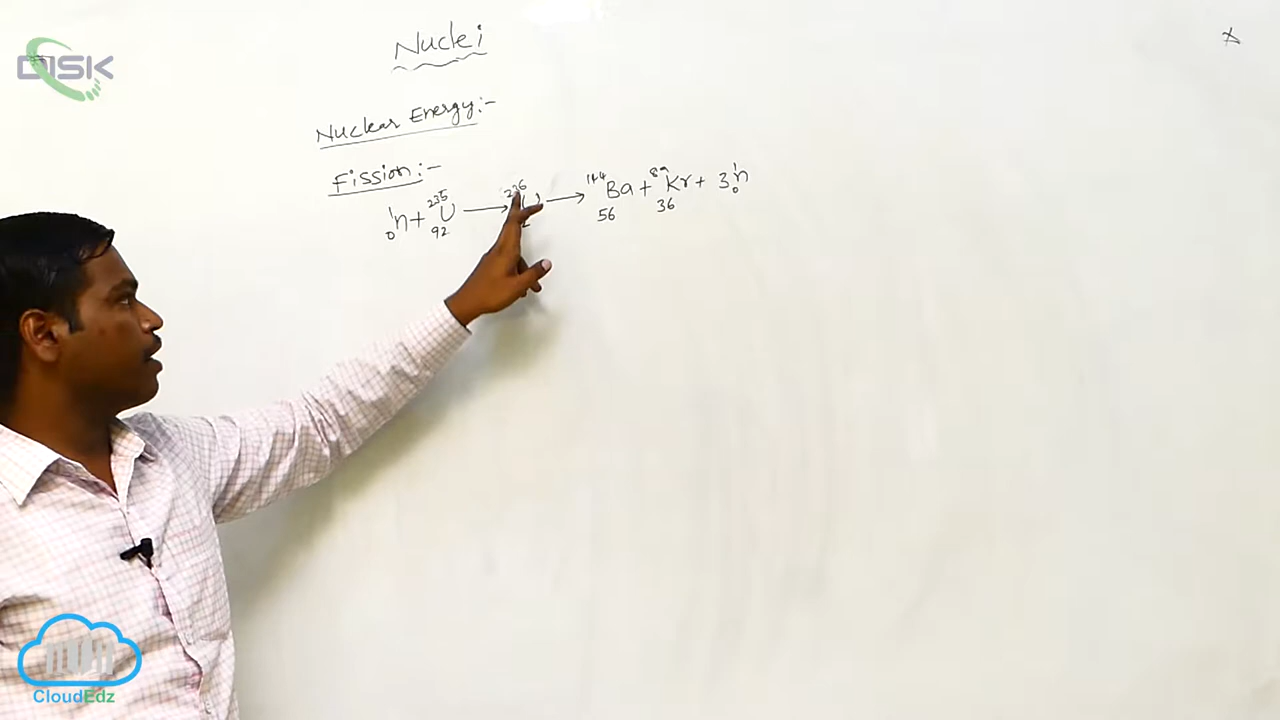 DISK
Nuclei
x
Nuclear Energy:-
Fission:-
¹₀n + ²³⁵₉₂U → ²³⁶U → ¹⁴⁴₅₆Ba + ⁸⁹₃₆Kr + 3¹₀n
CloudEdz